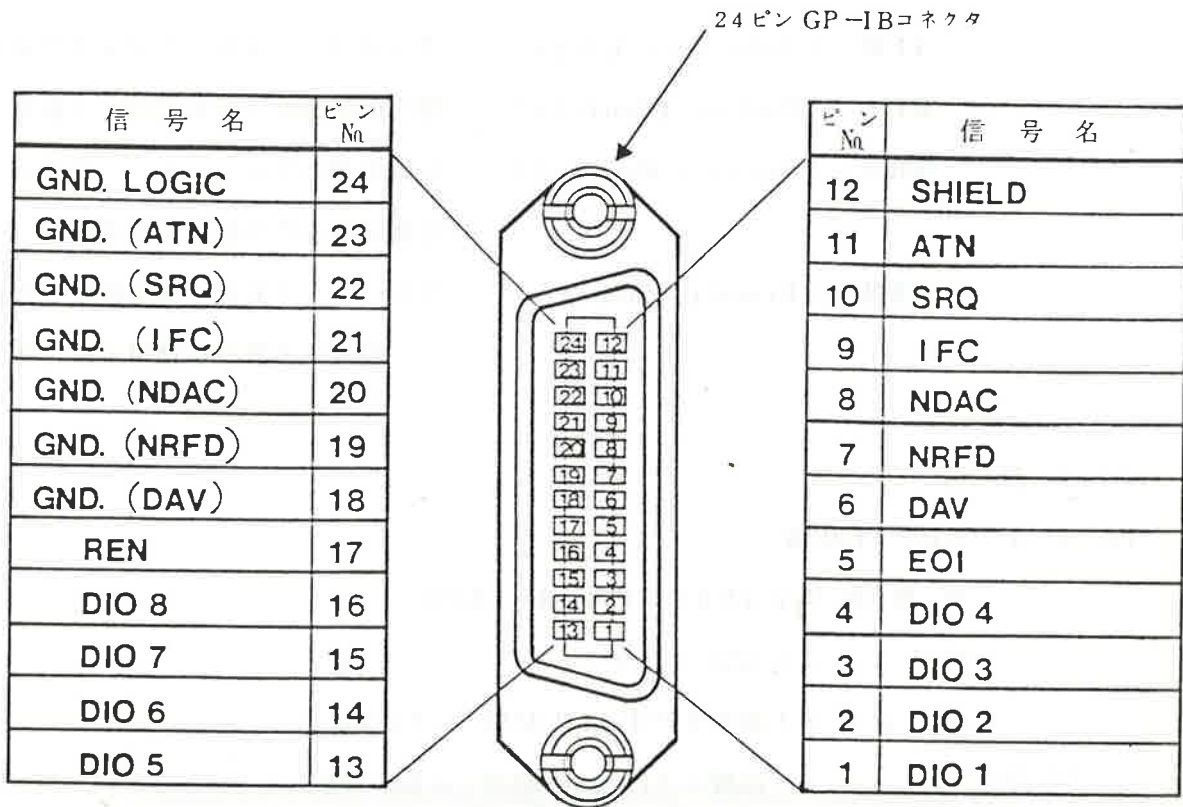 24ピン GP-IBコネクタ
信号名 ピン No.
GND. LOGIC 24
GND. (ATN) 23
GND. (SRQ) 22
GND. (IFC) 21
GND. (NDAC) 20
GND. (NRFD) 19
GND. (DAV) 18
REN 17
DIO 8 16
DIO 7 15
DIO 6 14
DIO 5 13
24 12
23 11
22 10
21 9
20 8
19 7
18 6
17 5
16 4
15 3
14 2
13 1
ピン No. 信号名
12 SHIELD
11 ATN
10 SRQ
9 IFC
8 NDAC
7 NRFD
6 DAV
5 EOI
4 DIO 4
3 DIO 3
2 DIO 2
1 DIO 1